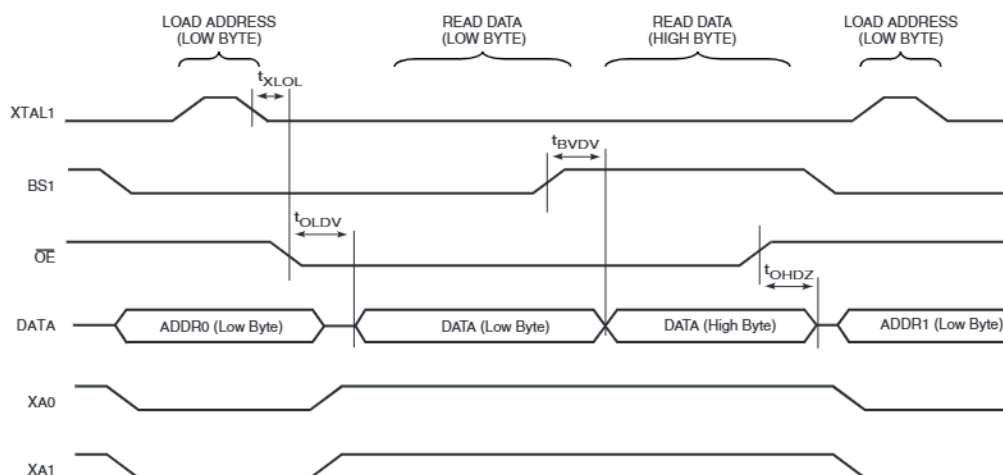 LOAD ADDRESS
(LOW BYTE)
READ DATA
(LOW BYTE)
READ DATA
(HIGH BYTE)
LOAD ADDRESS
(LOW BYTE)
tXLOL
XTAL1
tBVDV
BS1
tOLDV
OE
tOHDZ
DATA
ADDR0 (Low Byte)
DATA (Low Byte)
DATA (High Byte)
ADDR1 (Low Byte)
XA0
XA1